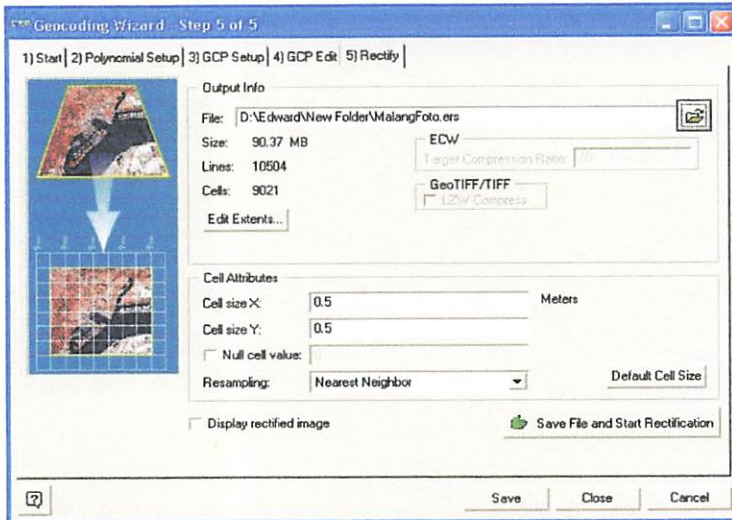 Geocoding Wizard - Step 5 of 5
1) Start 2) Polynomial Setup 3) GCP Setup 4) GCP Edit 5) Rectify
Output Info
File: D:\Edward\New Folder\MalangFoto.ers
Size: 90.37 MB
Lines: 10504
Cells: 9021
Edit Extents...
ECW
Target Compression Ratio:
GeoTIFF/TIFF
LZW Compress
Cell Attributes
Cell size X: 0.5 Meters
Cell size Y: 0.5
Null cell value:
Resampling: Nearest Neighbor
Default Cell Size
Display rectified image
Save File and Start Rectification
Save Close Cancel